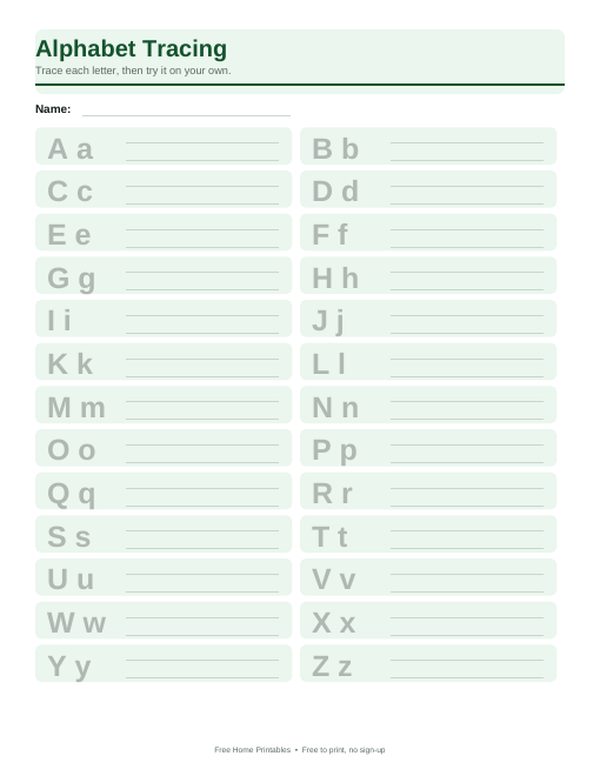 Alphabet Tracing
Trace each letter, then try it on your own.
Name:
A a
B b
C c
D d
E e
F f
G g
H h
I i
J j
K k
L l
M m
N n
O o
P p
Q q
R r
S s
T t
U u
V v
W w
X x
Y y
Z z
Free Home Printables • Free to print, no sign-up